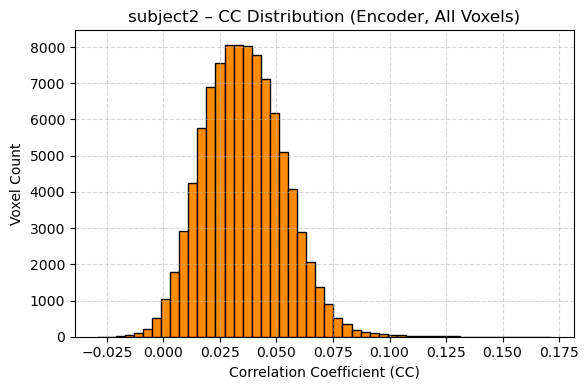 subject2 – CC Distribution (Encoder, All Voxels)
Voxel Count
8000
7000
6000
5000
4000
3000
2000
1000
0
−0.025 0.000 0.025 0.050 0.075 0.100 0.125 0.150 0.175
Correlation Coefficient (CC)